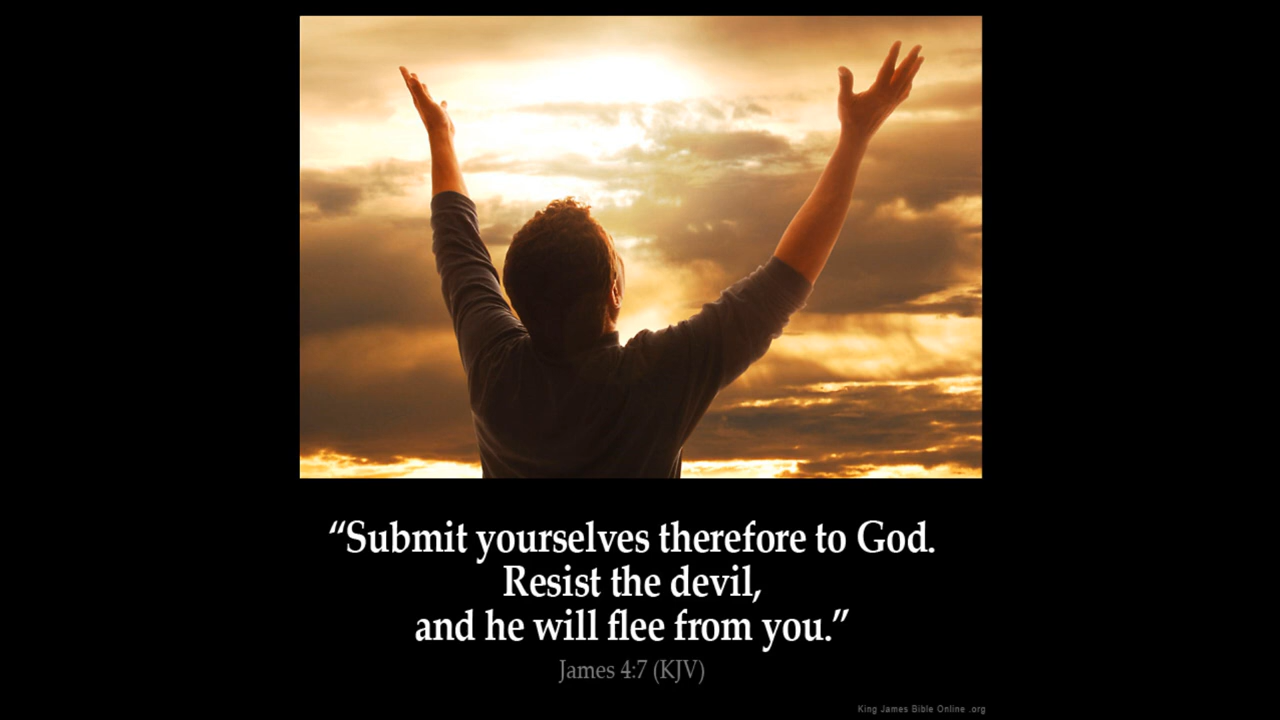 “Submit yourselves therefore to God.
Resist the devil,
and he will flee from you.”
James 4:7 (KJV)
King James Bible Online .org